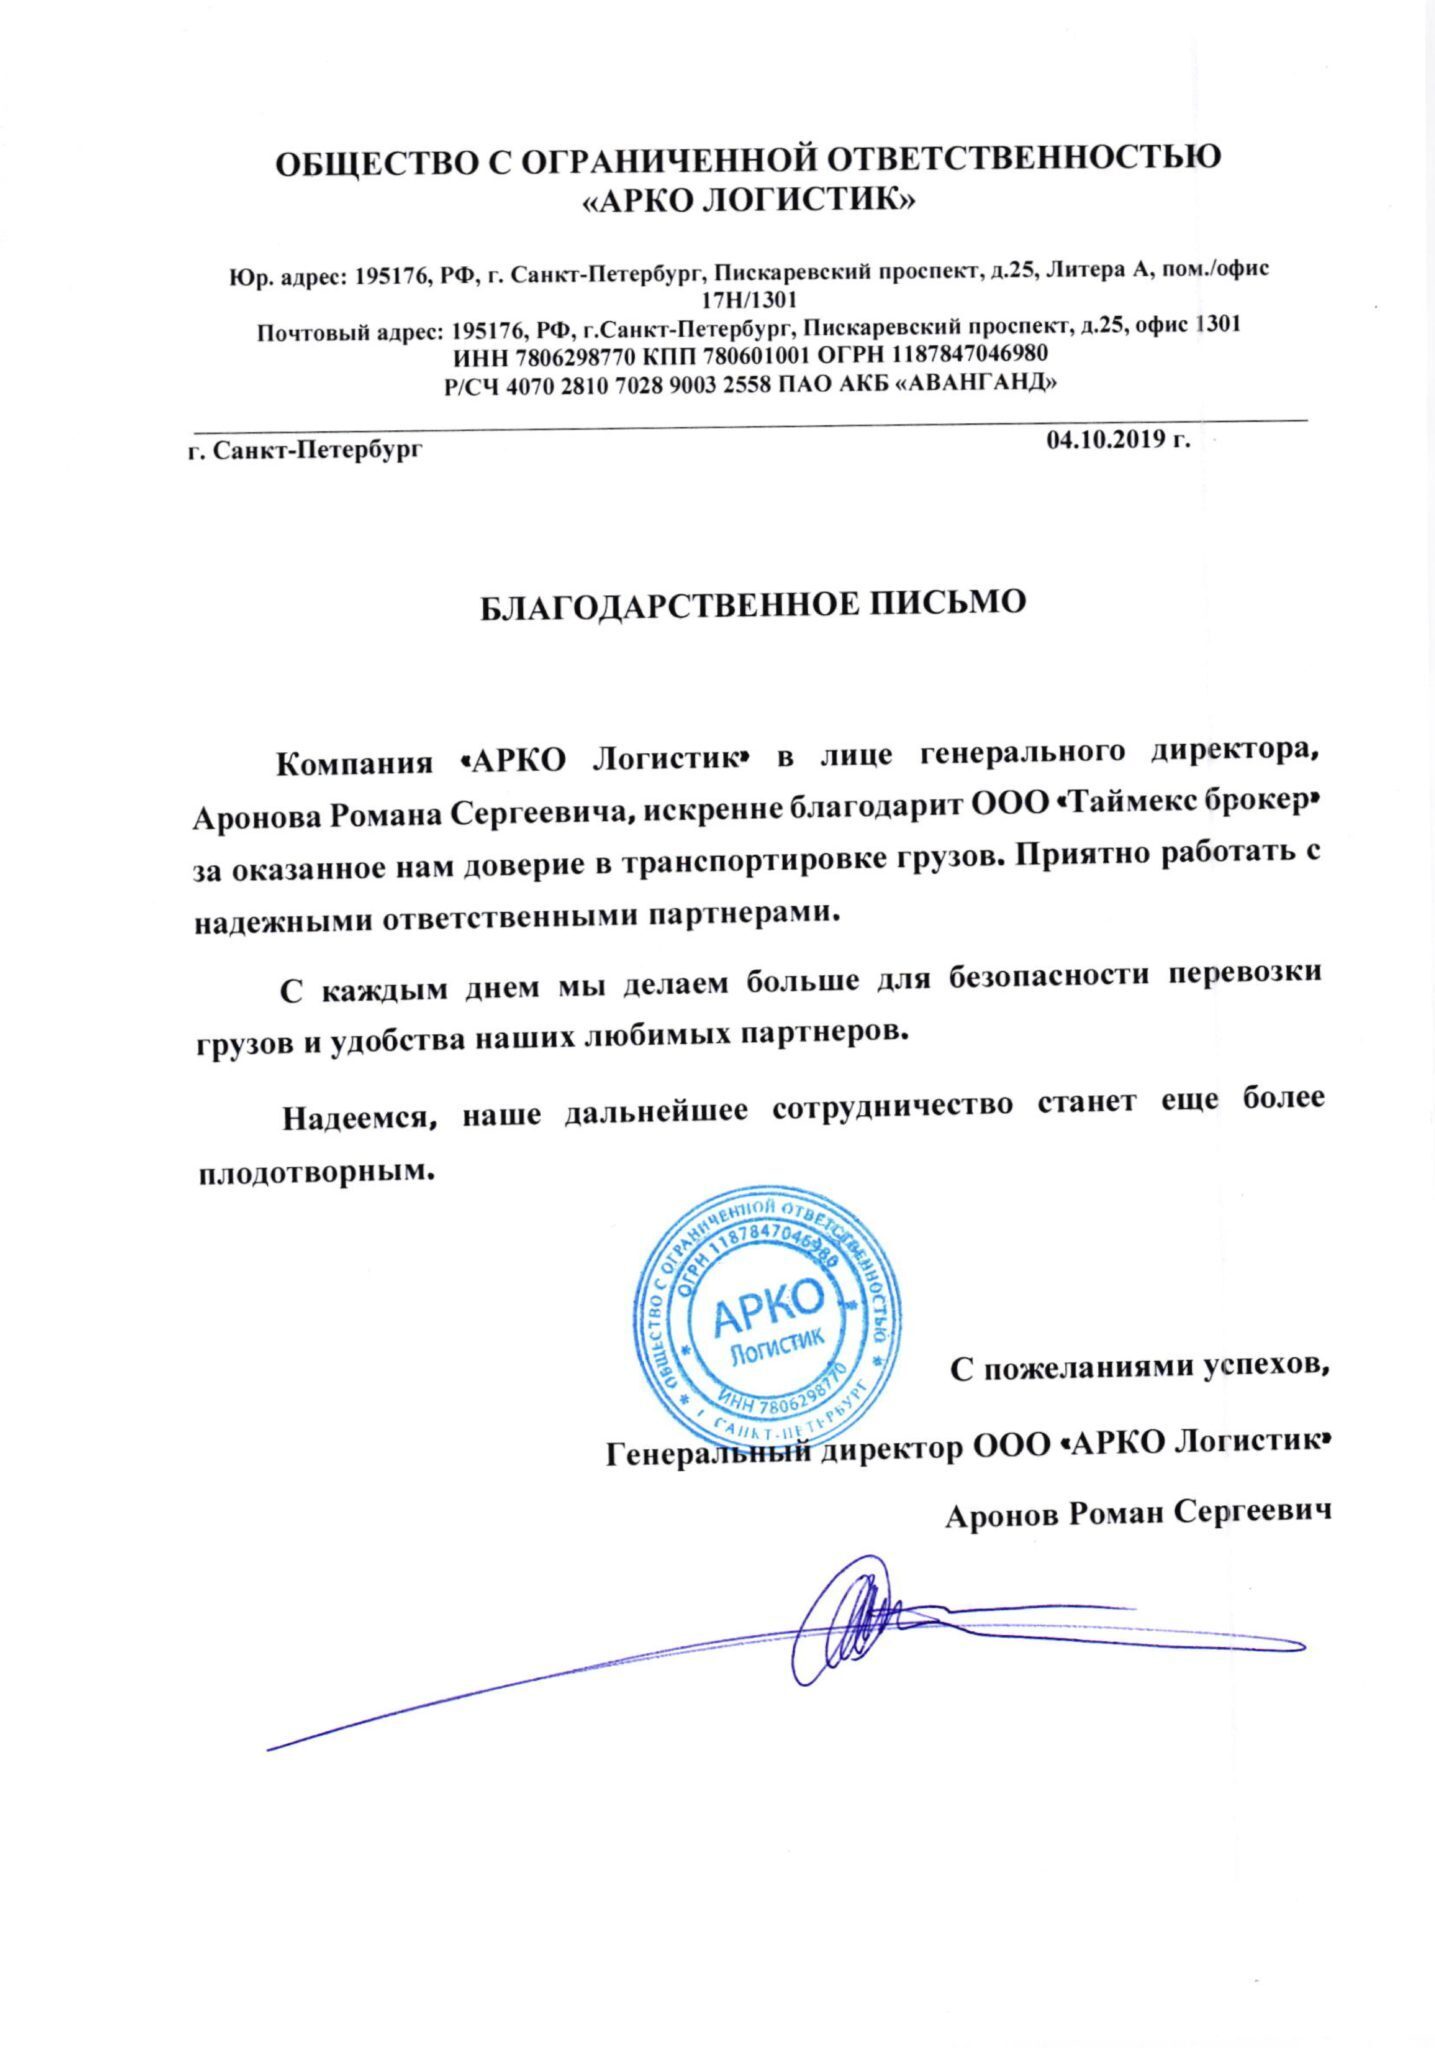 ОБЩЕСТВО С ОГРАНИЧЕННОЙ ОТВЕТСТВЕННОСТЬЮ
«АРКО ЛОГИСТИК»
Юр. адрес: 195176, РФ, г. Санкт-Петербург, Пискаревский проспект, д.25, Литера А, пом./офис
17Н/1301
Почтовый адрес: 195176, РФ, г.Санкт-Петербург, Пискаревский проспект, д.25, офис 1301
ИНН 7806298770 КПП 780601001 ОГРН 1187847046980
Р/СЧ 4070 2810 7028 9003 2558 ПАО АКБ «АВАНГАНД»
г. Санкт-Петербург 04.10.2019 г.
БЛАГОДАРСТВЕННОЕ ПИСЬМО
Компания «АРКО Логистик» в лице генерального директора,
Аронова Романа Сергеевича, искренне благодарит ООО «Таймекс брокер»
за оказанное нам доверие в транспортировке грузов. Приятно работать с
надежными ответственными партнерами.
С каждым днем мы делаем больше для безопасности перевозки
грузов и удобства наших любимых партнеров.
Надеемся, наше дальнейшее сотрудничество станет еще более
плодотворным.
ОБЩЕСТВО С ОГРАНИЧЕННОЙ ОТВЕТСТВЕННОСТЬЮ
ОГРН 1187847046980
АРКО
Логистик
ИНН 7806298770
г. САНКТ-ПЕТЕРБУРГ
С пожеланиями успехов,
Генеральный директор ООО «АРКО Логистик»
Аронов Роман Сергеевич